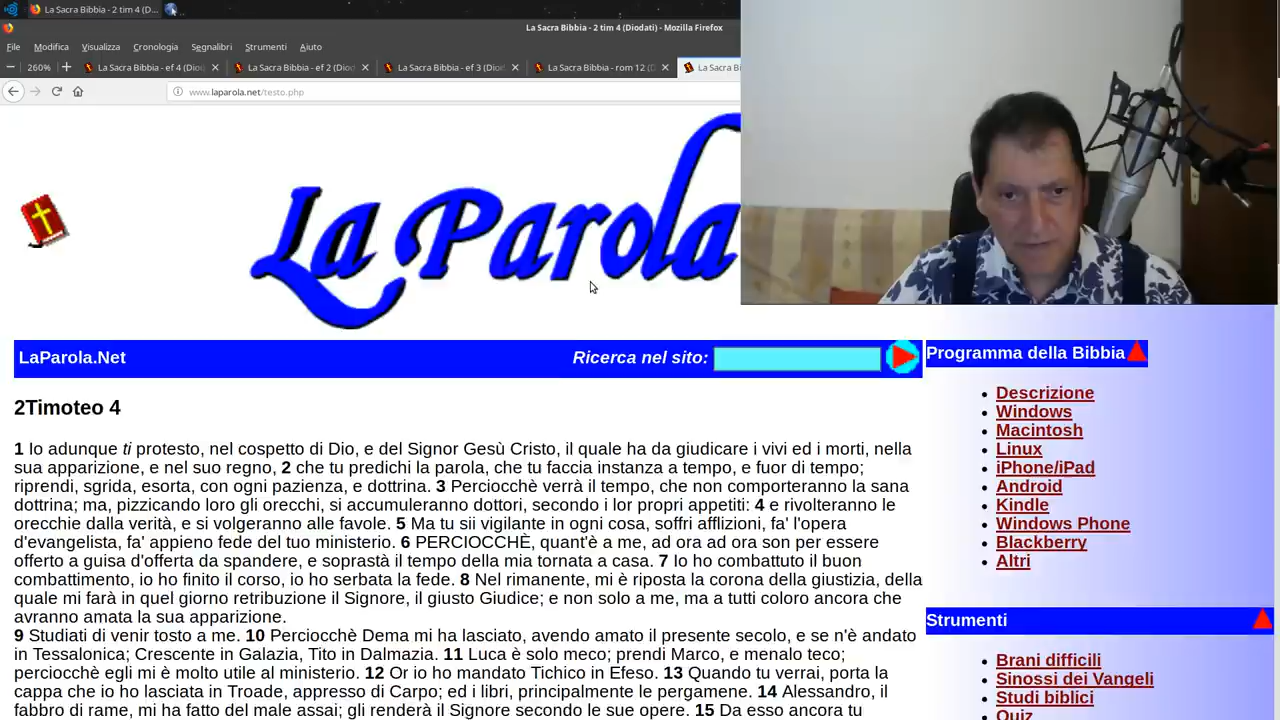 La Sacra Bibbia - 2 tim 4 (D...
La Sacra Bibbia - 2 tim 4 (Diodati) - Mozilla Firefox
File Modifica Visualizza Cronologia Segnalibri Strumenti Aiuto
260% La Sacra Bibbia - ef 4 (Diod La Sacra Bibbia - ef 2 (Diod La Sacra Bibbia - ef 3 (Diod La Sacra Bibbia - rom 12 (D La Sacra Bi
www.laparola.net/testo.php
La Parola
LaParola.Net Ricerca nel sito:
2Timoteo 4
1 Io adunque ti protesto, nel cospetto di Dio, e del Signor Gesù Cristo, il quale ha da giudicare i vivi ed i morti, nella
sua apparizione, e nel suo regno, 2 che tu predichi la parola, che tu faccia instanza a tempo, e fuor di tempo;
riprendi, sgrida, esorta, con ogni pazienza, e dottrina. 3 Perciocchè verrà il tempo, che non comporteranno la sana
dottrina; ma, pizzicando loro gli orecchi, si accumuleranno dottori, secondo i lor propri appetiti: 4 e rivolteranno le
orecchie dalla verità, e si volgeranno alle favole. 5 Ma tu sii vigilante in ogni cosa, soffri afflizioni, fa' l'opera
d'evangelista, fa' appieno fede del tuo ministerio. 6 PERCIOCCHÈ, quant'è a me, ad ora ad ora son per essere
offerto a guisa d'offerta da spandere, e soprastà il tempo della mia tornata a casa. 7 Io ho combattuto il buon
combattimento, io ho finito il corso, io ho serbata la fede. 8 Nel rimanente, mi è riposta la corona della giustizia, della
quale mi farà in quel giorno retribuzione il Signore, il giusto Giudice; e non solo a me, ma a tutti coloro ancora che
avranno amata la sua apparizione.
9 Studiati di venir tosto a me. 10 Perciocchè Dema mi ha lasciato, avendo amato il presente secolo, e se n'è andato
in Tessalonica; Crescente in Galazia, Tito in Dalmazia. 11 Luca è solo meco; prendi Marco, e menalo teco;
perciocchè egli mi è molto utile al ministerio. 12 Or io ho mandato Tichico in Efeso. 13 Quando tu verrai, porta la
cappa che io ho lasciata in Troade, appresso di Carpo; ed i libri, principalmente le pergamene. 14 Alessandro, il
fabbro di rame, mi ha fatto del male assai; gli renderà il Signore secondo le sue opere. 15 Da esso ancora tu
Programma della Bibbia
Descrizione
Windows
Macintosh
Linux
iPhone/iPad
Android
Kindle
Windows Phone
Blackberry
Altri
Strumenti
Brani difficili
Sinossi dei Vangeli
Studi biblici
Quiz